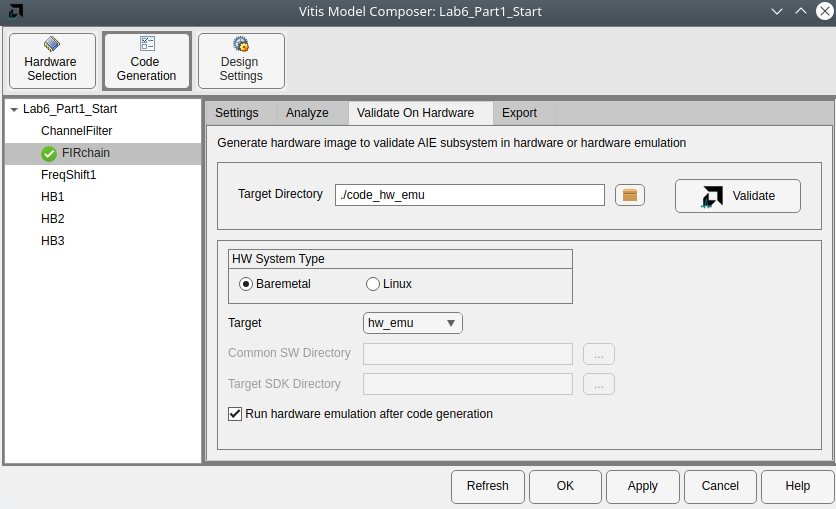 Vitis Model Composer: Lab6_Part1_Start
Hardware
Selection
Code
Generation
Design
Settings
Lab6_Part1_Start
ChannelFilter
FIRchain
FreqShift1
HB1
HB2
HB3
Settings
Analyze
Validate On Hardware
Export
Generate hardware image to validate AIE subsystem in hardware or hardware emulation
Target Directory
./code_hw_emu
Validate
HW System Type
Baremetal
Linux
Target
hw_emu
Common SW Directory
...
Target SDK Directory
...
Run hardware emulation after code generation
Refresh
OK
Apply
Cancel
Help